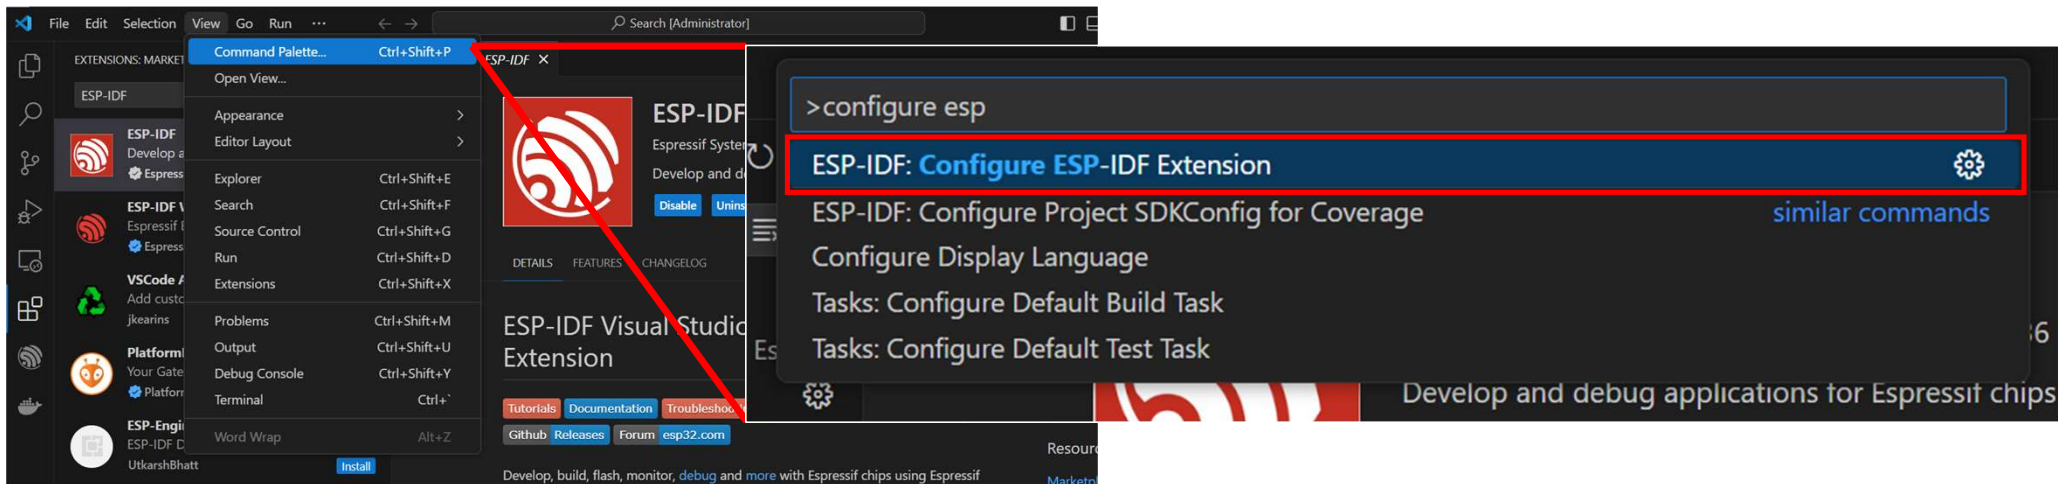 File Edit Selection View Go Run ···
Search [Administrator]
EXTENSIONS: MARKET
ESP-IDF
ESP-IDF
Develop a
Espress
ESP-IDF
Espressif
Espress
VSCode
Add custo
jkearins
Platform
Your Gate
Platfor
ESP-Engi
ESP-IDF D
UtkarshBhatt
Install
Command Palette... Ctrl+Shift+P
Open View...
Appearance
Editor Layout
Explorer Ctrl+Shift+E
Search Ctrl+Shift+F
Source Control Ctrl+Shift+G
Run Ctrl+Shift+D
Extensions Ctrl+Shift+X
Problems Ctrl+Shift+M
Output Ctrl+Shift+U
Debug Console Ctrl+Shift+Y
Terminal Ctrl+`
Word Wrap Alt+Z
ESP-IDF
ESP-IDF
Espressif Syste
Develop and d
Disable Unins
DETAILS FEATURES CHANGELOG
ESP-IDF Visual Studio
Extension
Tutorials Documentation Troubleshoo
Github Releases Forum esp32.com
Develop, build, flash, monitor, debug and more with Espressif chips using Espressif
Resour
Marketpl
>configure esp
ESP-IDF: Configure ESP-IDF Extension
ESP-IDF: Configure Project SDKConfig for Coverage similar commands
Configure Display Language
Tasks: Configure Default Build Task
Tasks: Configure Default Test Task
Es
36
Develop and debug applications for Espressif chips